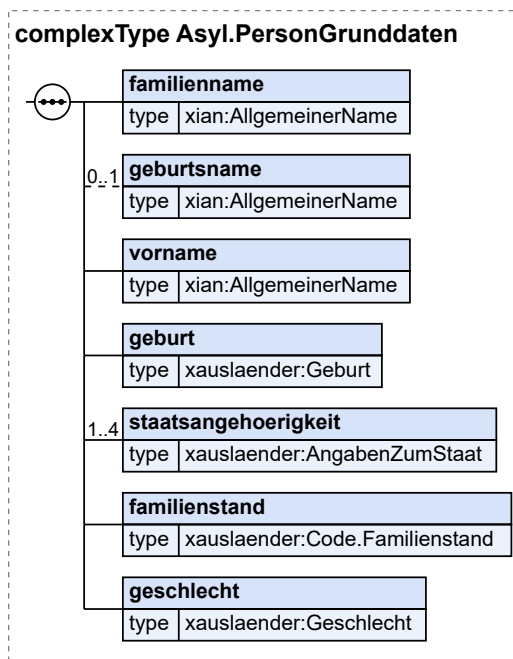 complexType Asyl.PersonGrunddaten
familienname
type xian:AllgemeinerName
0..1 geburtsname
type xian:AllgemeinerName
vorname
type xian:AllgemeinerName
geburt
type xauslaender:Geburt
1..4 staatsangehoerigkeit
type xauslaender:AngabenZumStaat
familienstand
type xauslaender:Code.Familienstand
geschlecht
type xauslaender:Geschlecht